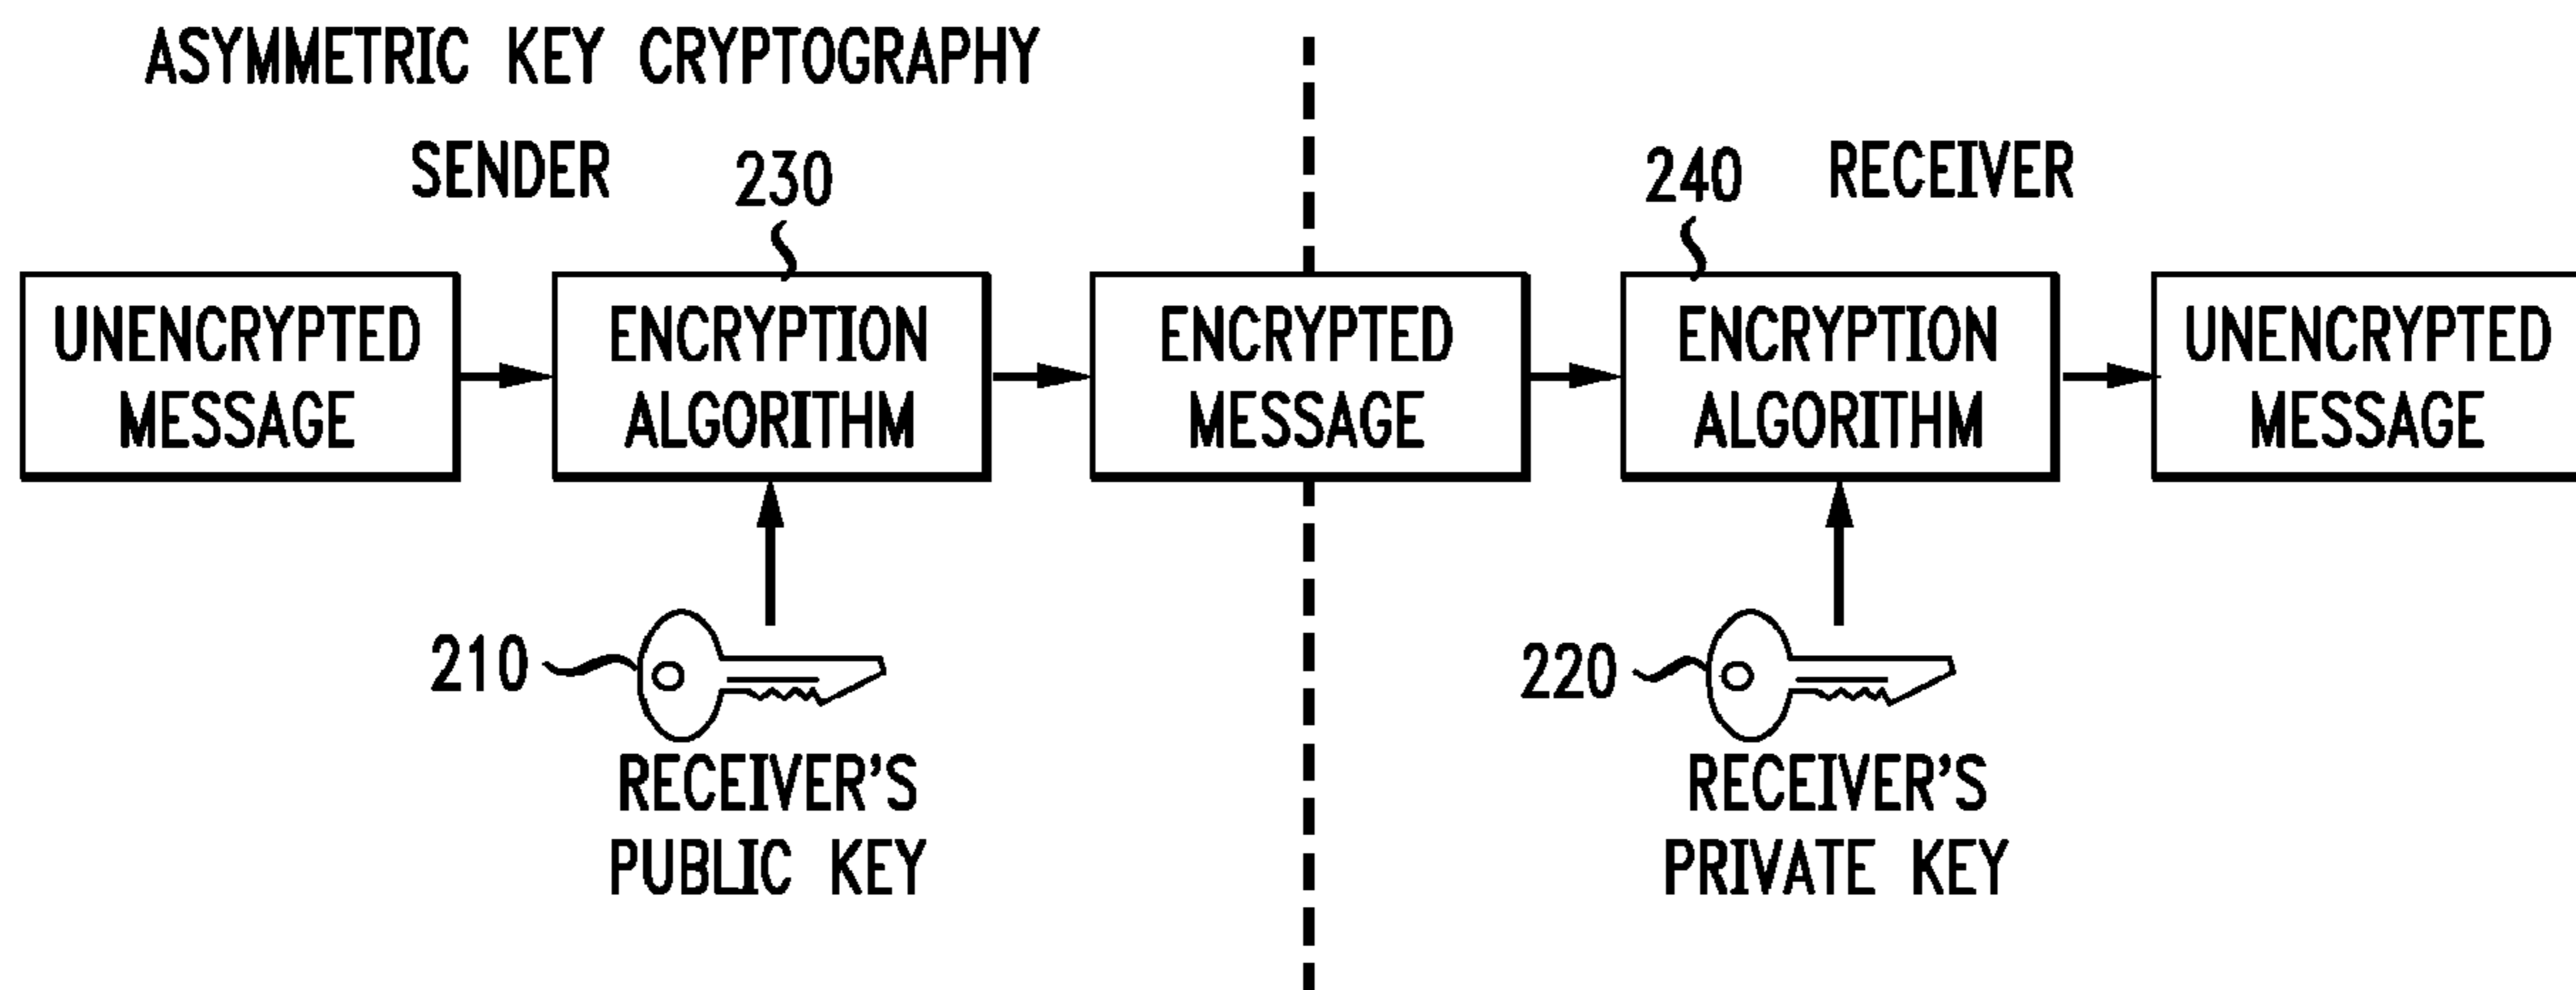 ASYMMETRIC KEY CRYPTOGRAPHY
SENDER
230
240
RECEIVER
UNENCRYPTED
MESSAGE
ENCRYPTION
ALGORITHM
ENCRYPTED
MESSAGE
ENCRYPTION
ALGORITHM
UNENCRYPTED
MESSAGE
210
RECEIVER'S
PUBLIC KEY
220
RECEIVER'S
PRIVATE KEY